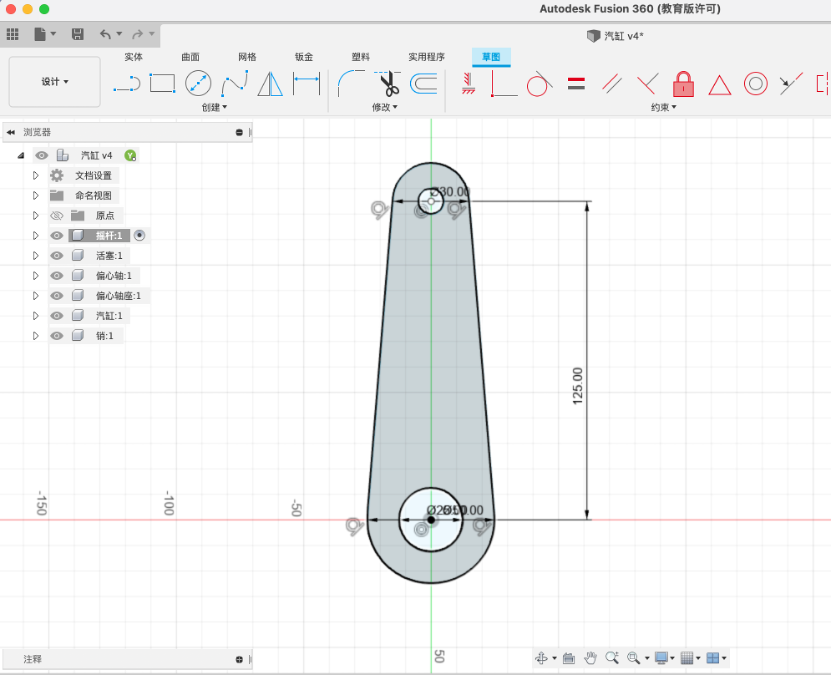 Autodesk Fusion 360 (教育版许可)
汽缸 v4*
实体 曲面 网格 钣金 塑料 实用程序 草图
设计
创建 修改 约束
浏览器
汽缸 v4
文档设置
命名视图
原点
摇杆:1
活塞:1
偏心轴:1
偏心轴座:1
汽缸:1
销:1
Ø30.00
125.00
-150
-100
-50
50
注释